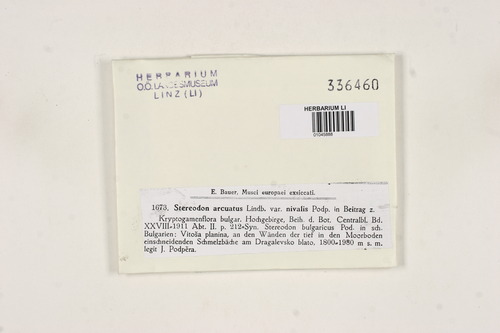 HERBARIUM
O.Ö. LANDESMUSEUM
LINZ (LI)
336460
HERBARIUM LI
E. Bauer, Musci europaei exsiccati.
1673. Stereodon arcuatus Lindb. var. nivalis Podp. in Beitrag z.
Kryptogamenflora bulgar. Hochgebirge, Beih. d. Bot. Centralbl. Bd.
XXVIII-1911 Abt. II. p. 212-Syn. Stereodon bulgaricus Pod. in sch.
Bulgarien: Vitoša planina, an den Wänden der tief in den Moorboden
einschneidenden Schmelzbäche am Dragalevsko blato, 1800-1900 m s. m.
legit J. Podpěra.